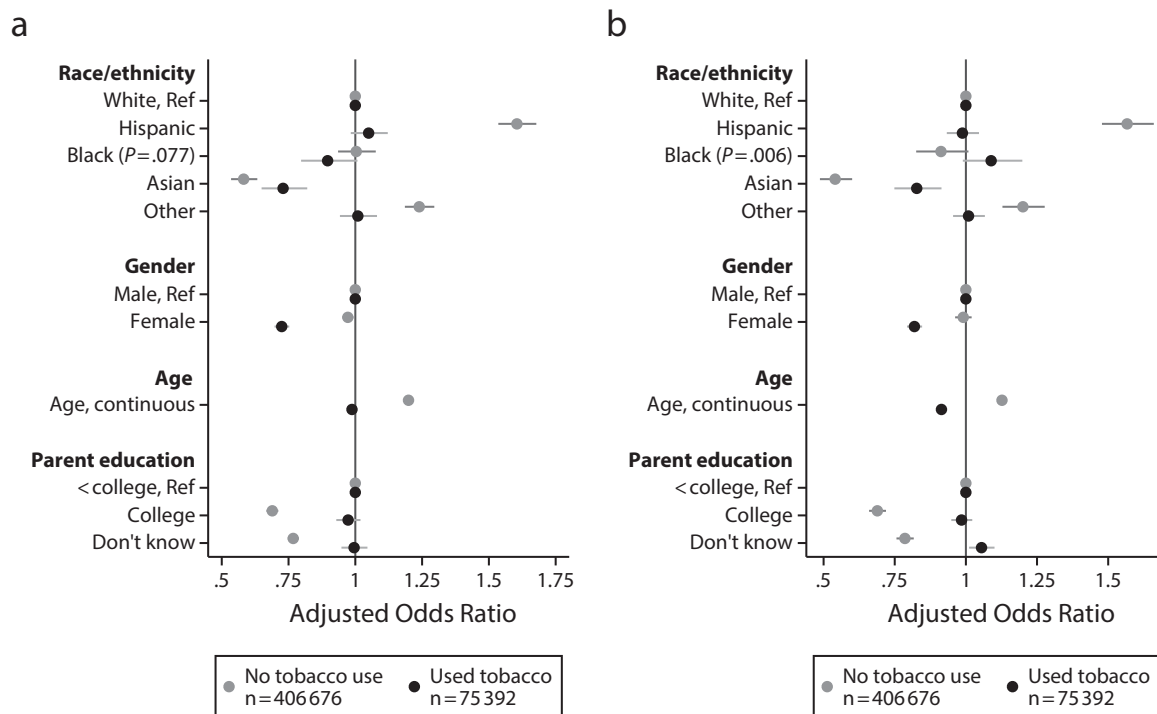 a
Race/ethnicity
White, Ref
Hispanic
Black (P=.077)
Asian
Other
Gender
Male, Ref
Female
Age
Age, continuous
Parent education
<college, Ref
College
Don't know
.5 .75 1 1.25 1.5 1.75
Adjusted Odds Ratio
No tobacco use Used tobacco
n=406676 n=75392
b
Race/ethnicity
White, Ref
Hispanic
Black (P=.006)
Asian
Other
Gender
Male, Ref
Female
Age
Age, continuous
Parent education
<college, Ref
College
Don't know
.5 .75 1 1.25 1.5
Adjusted Odds Ratio
No tobacco use Used tobacco
n=406676 n=75392